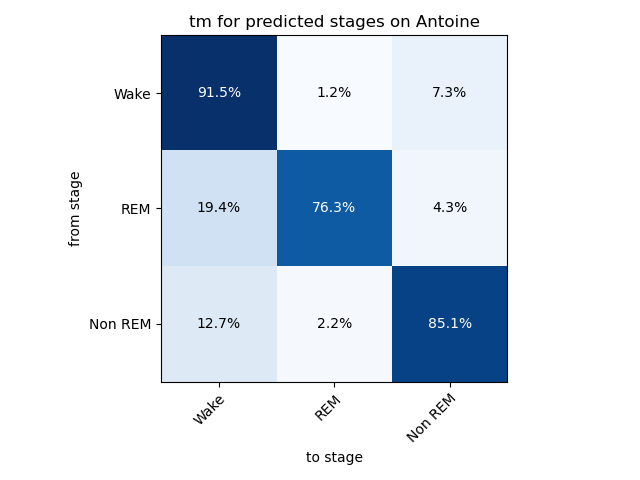 tm for predicted stages on Antoine
from stage
Wake 91.5% 1.2% 7.3%
REM 19.4% 76.3% 4.3%
Non REM 12.7% 2.2% 85.1%
Wake REM Non REM
to stage